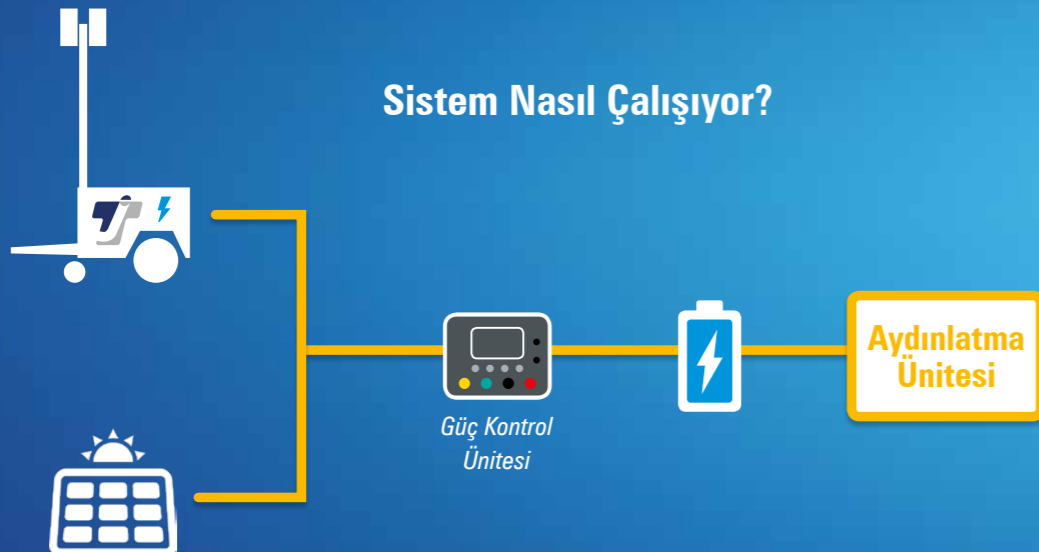 Sistem Nasıl Çalışıyor?
Güç Kontrol
Ünitesi
Aydınlatma
Ünitesi